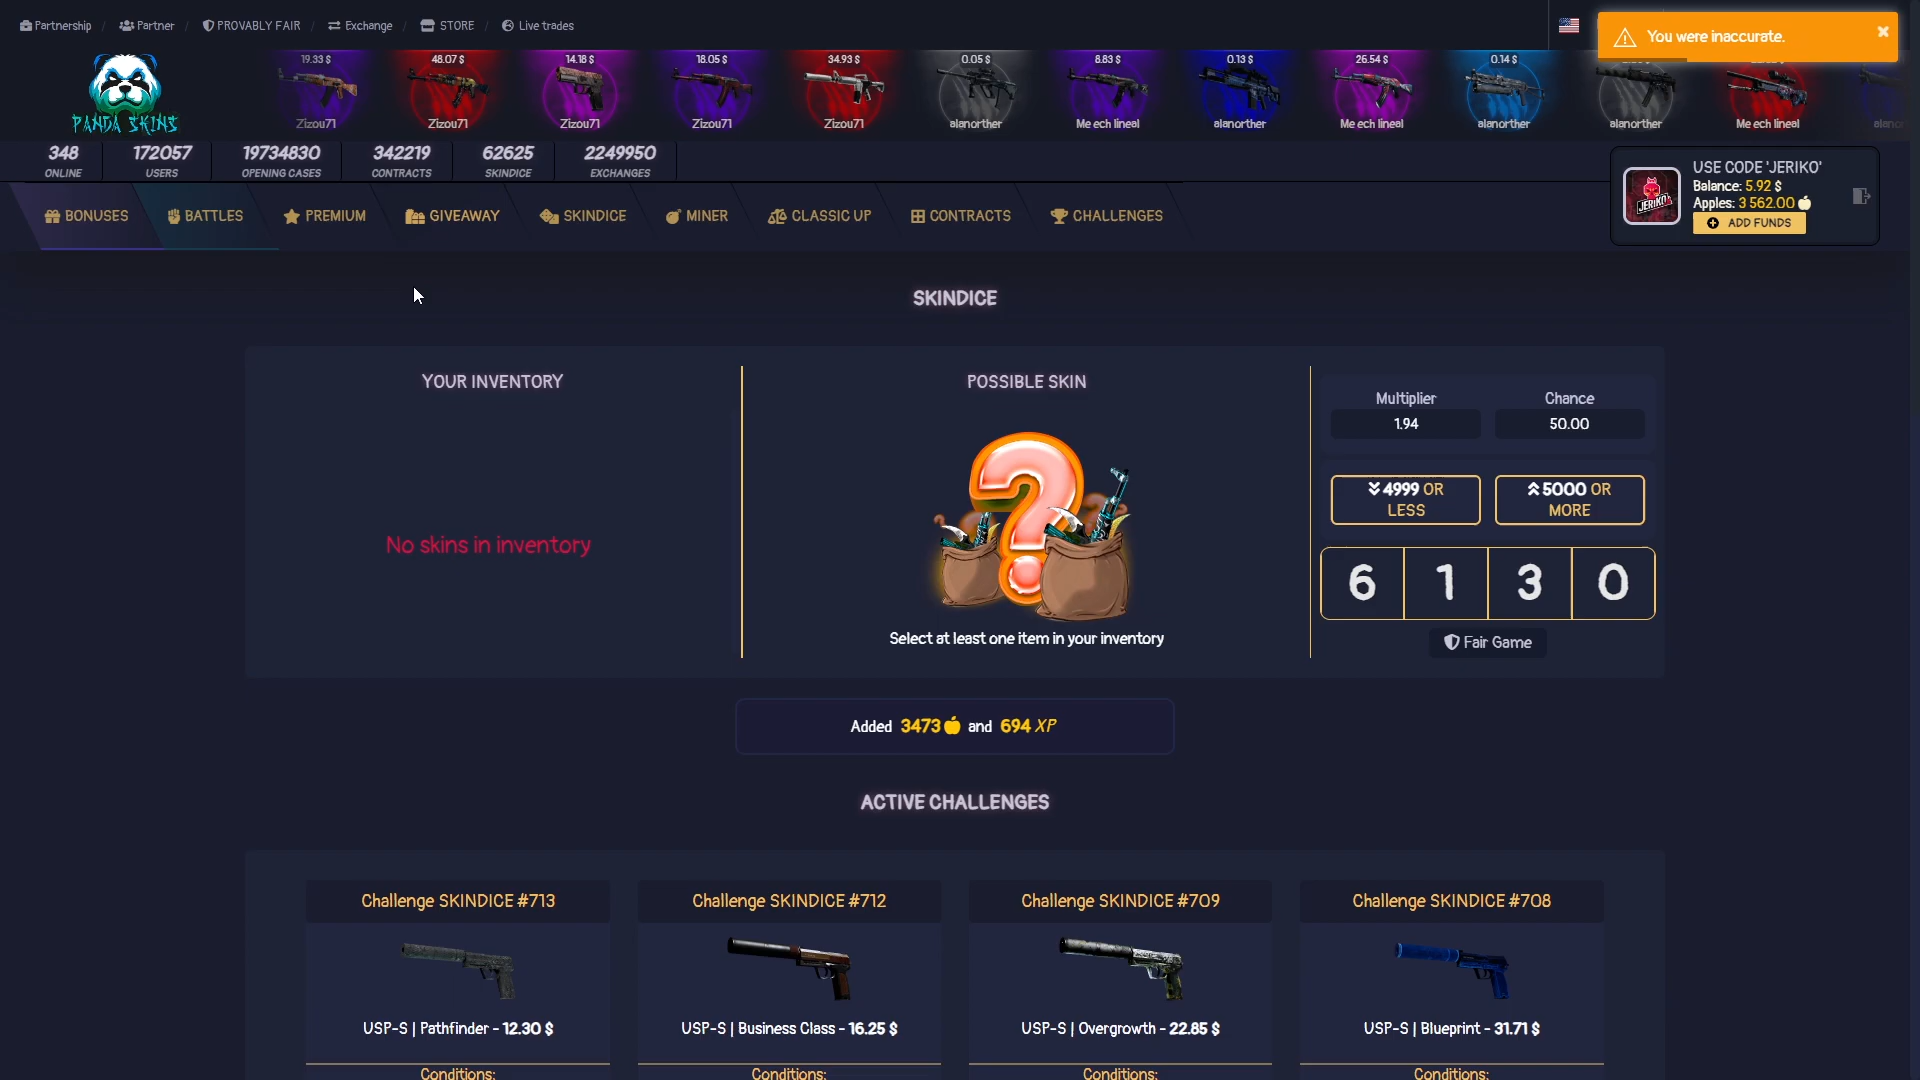 Partnership / Partner / PROVABLY FAIR / Exchange / STORE / Live trades
You were inaccurate.
PANDA SKINS
19.33 $ 48.07 $ 14.18 $ 18.05 $ 34.93 $ 0.05 $ 8.83 $ 0.13 $ 26.54 $ 0.14 $
Zizou71 Zizou71 Zizou71 Zizou71 Zizou71 alanorther Me ech lineal alanorther Me ech lineal alanorther alanorther Me ech lineal
348 172057 19734830 342219 62625 2249950
ONLINE USERS OPENING CASES CONTRACTS SKINDICE EXCHANGES
USE CODE 'JERIKO'
Balance: 5.92 $
Apples: 3 562.00
ADD FUNDS
JERIKO
BONUSES BATTLES PREMIUM GIVEAWAY SKINDICE MINER CLASSIC UP CONTRACTS CHALLENGES
SKINDICE
YOUR INVENTORY
No skins in inventory
POSSIBLE SKIN
Select at least one item in your inventory
Multiplier Chance
1.94 50.00
4999 OR LESS
5000 OR MORE
6 1 3 0
Fair Game
Added 3473 and 694 XP
ACTIVE CHALLENGES
Challenge SKINDICE #713 Challenge SKINDICE #712 Challenge SKINDICE #709 Challenge SKINDICE #708
USP-S | Pathfinder - 12.30 $ USP-S | Business Class - 16.25 $ USP-S | Overgrowth - 22.85 $ USP-S | Blueprint - 31.71 $
Conditions: Conditions: Conditions: Conditions: